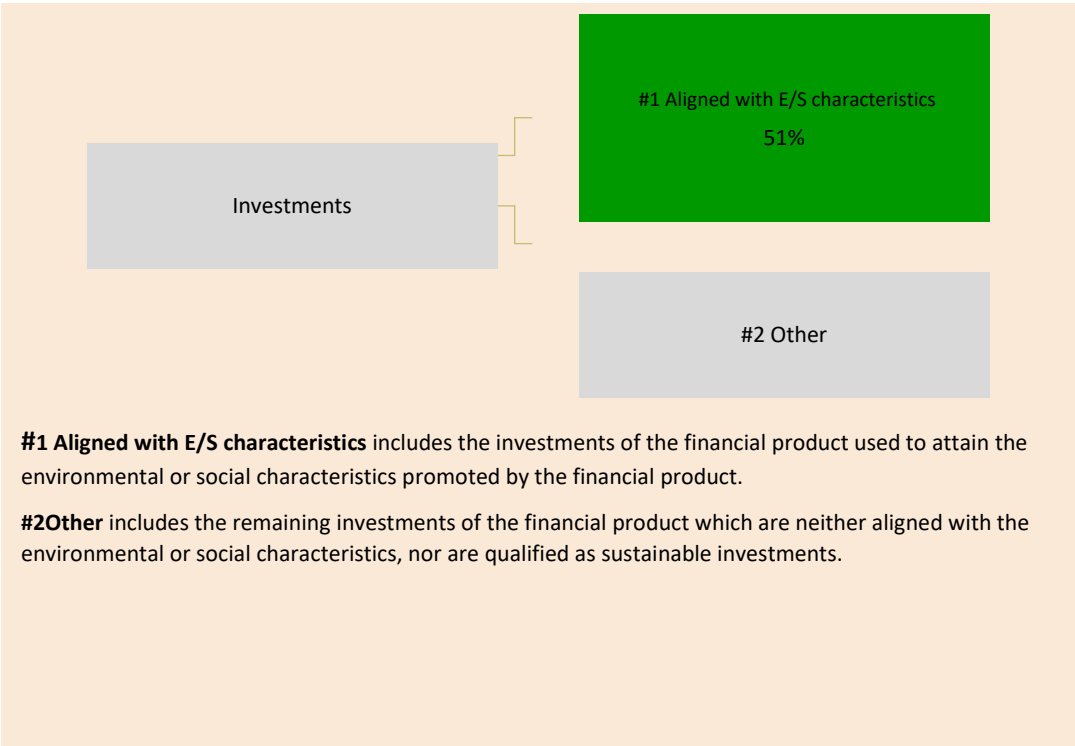 #1 Aligned with E/S characteristics
51%
Investments
#2 Other
#1 Aligned with E/S characteristics includes the investments of the financial product used to attain the
environmental or social characteristics promoted by the financial product.
#2Other includes the remaining investments of the financial product which are neither aligned with the
environmental or social characteristics, nor are qualified as sustainable investments.